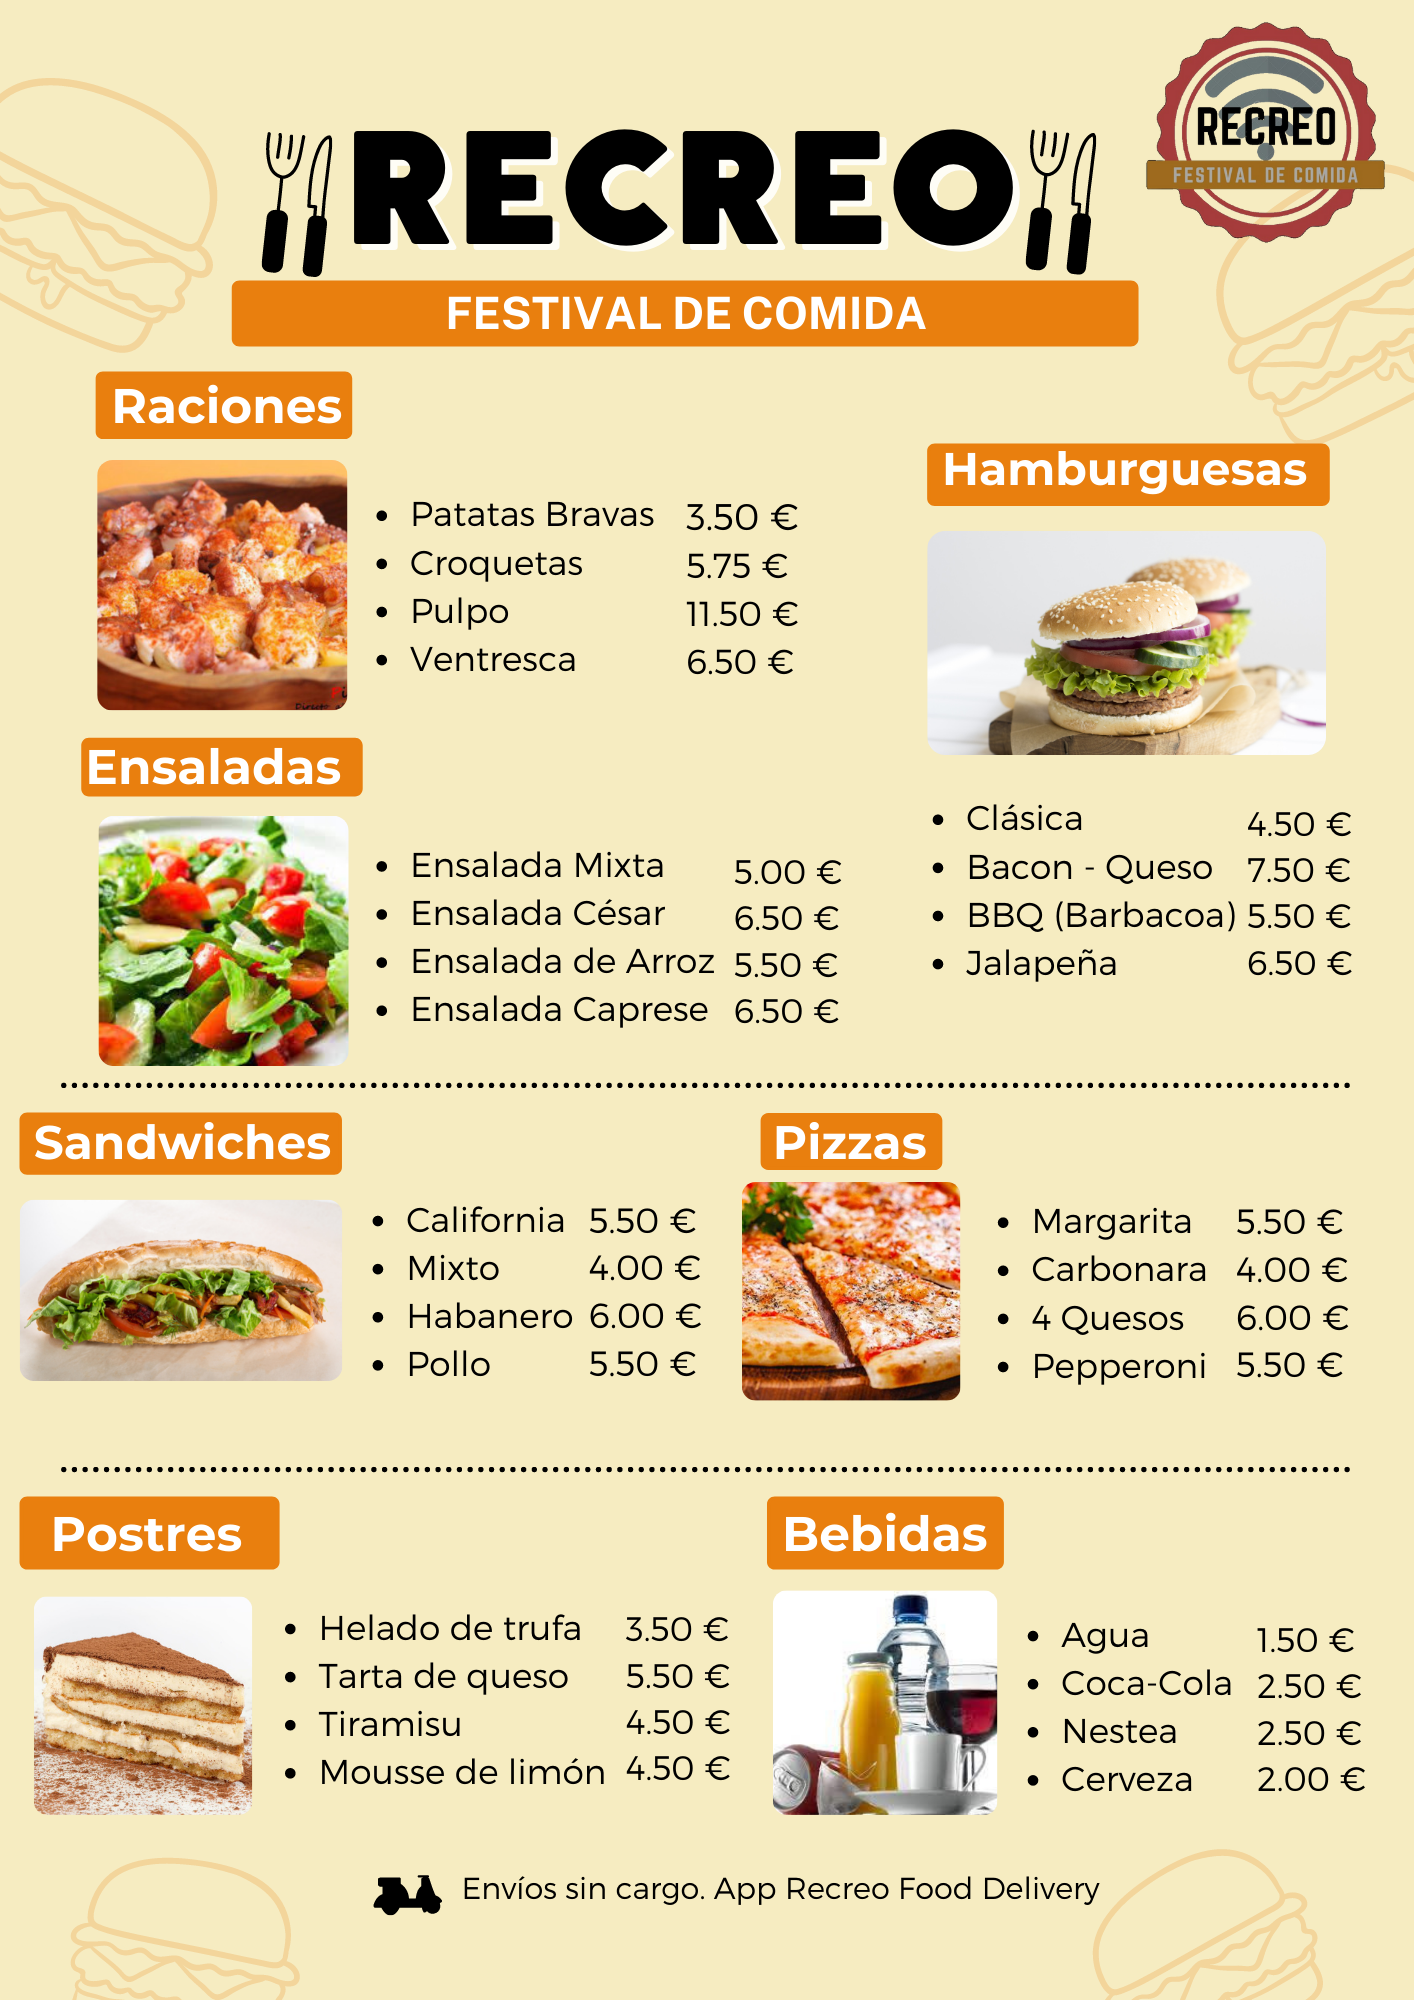 RECREO
FESTIVAL DE COMIDA
RECREO
FESTIVAL DE COMIDA
Raciones
• Patatas Bravas 3.50 €
• Croquetas 5.75 €
• Pulpo 11.50 €
• Ventresca 6.50 €
Hamburguesas
• Clásica 4.50 €
• Bacon - Queso 7.50 €
• BBQ (Barbacoa) 5.50 €
• Jalapeña 6.50 €
Ensaladas
• Ensalada Mixta 5.00 €
• Ensalada César 6.50 €
• Ensalada de Arroz 5.50 €
• Ensalada Caprese 6.50 €
Sandwiches
• California 5.50 €
• Mixto 4.00 €
• Habanero 6.00 €
• Pollo 5.50 €
Pizzas
• Margarita 5.50 €
• Carbonara 4.00 €
• 4 Quesos 6.00 €
• Pepperoni 5.50 €
Postres
• Helado de trufa 3.50 €
• Tarta de queso 5.50 €
• Tiramisu 4.50 €
• Mousse de limón 4.50 €
Bebidas
• Agua 1.50 €
• Coca-Cola 2.50 €
• Nestea 2.50 €
• Cerveza 2.00 €
Envíos sin cargo. App Recreo Food Delivery